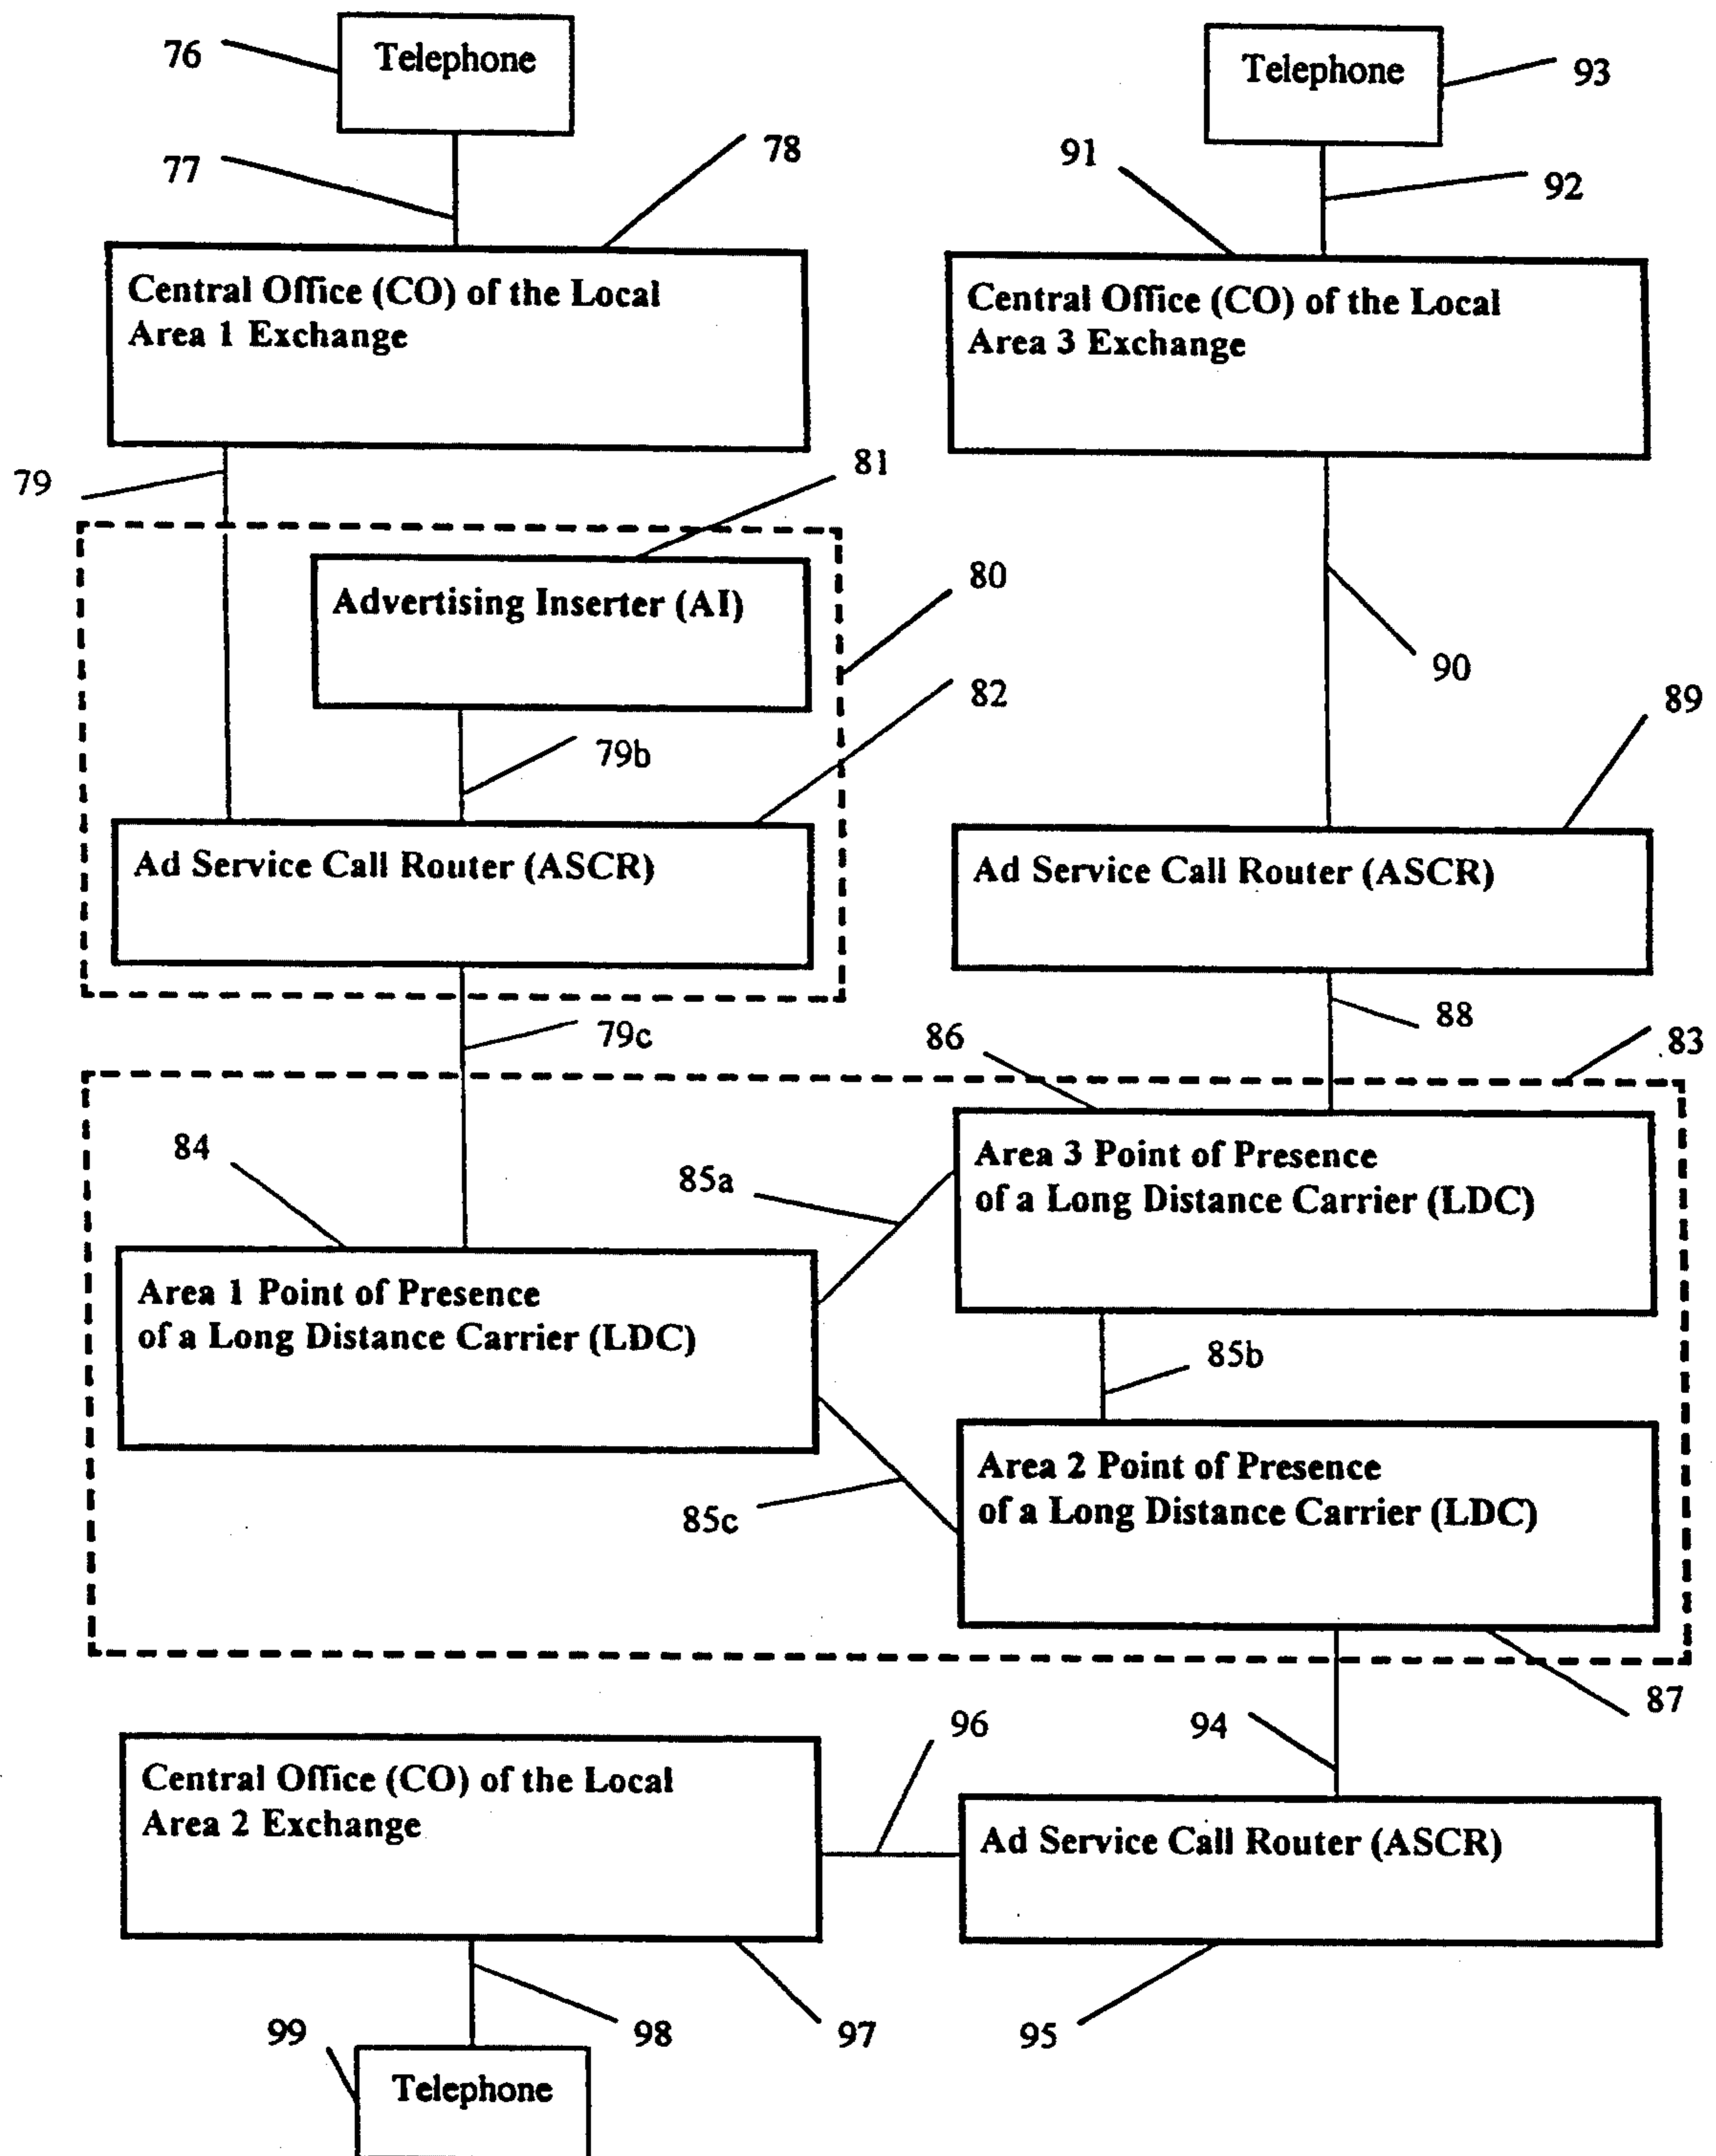 76
Telephone
Telephone
93
77
78
91
92
Central Office (CO) of the Local
Area 1 Exchange
Central Office (CO) of the Local
Area 3 Exchange
79
81
Advertising Inserter (AI)
80
90
82
89
79b
Ad Service Call Router (ASCR)
Ad Service Call Router (ASCR)
79c
88
86
83
84
85a
Area 3 Point of Presence
of a Long Distance Carrier (LDC)
Area 1 Point of Presence
of a Long Distance Carrier (LDC)
85b
85c
Area 2 Point of Presence
of a Long Distance Carrier (LDC)
87
96
94
Central Office (CO) of the Local
Area 2 Exchange
Ad Service Call Router (ASCR)
99
98
97
95
Telephone